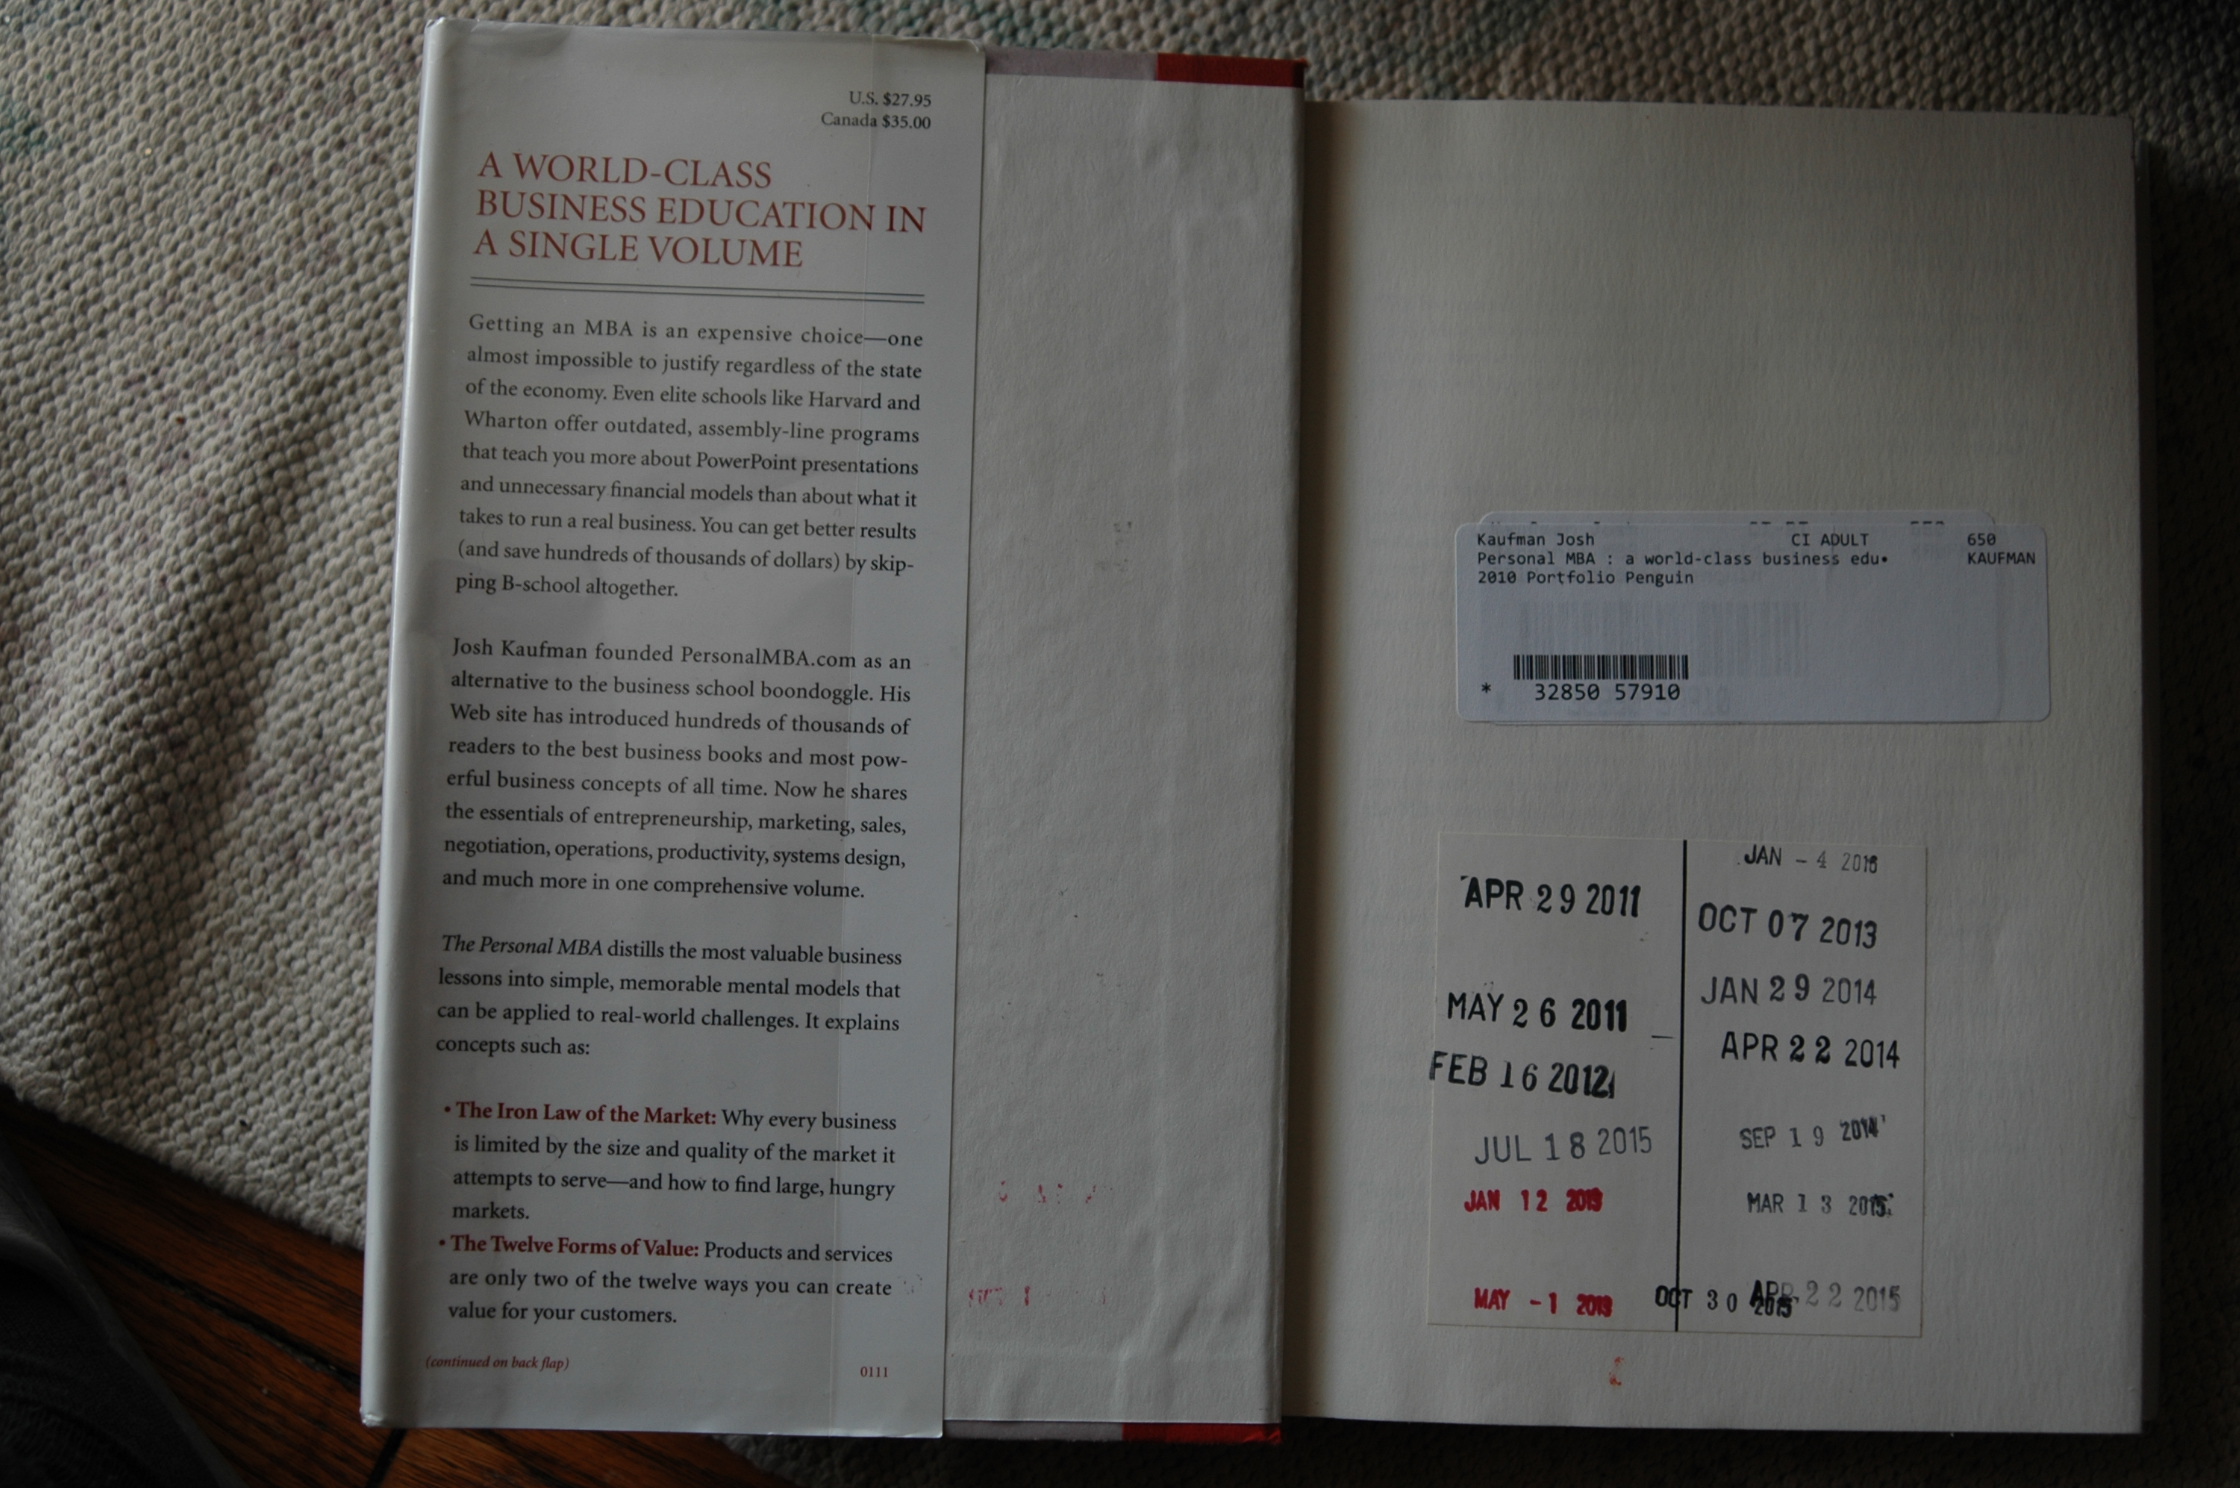 U.S. $27.95
Canada $35.00
A WORLD-CLASS
BUSINESS EDUCATION IN
A SINGLE VOLUME
Getting an MBA is an expensive choice—one
almost impossible to justify regardless of the state
of the economy. Even elite schools like Harvard and
Wharton offer outdated, assembly-line programs
that teach you more about PowerPoint presentations
and unnecessary financial models than about what it
takes to run a real business. You can get better results
(and save hundreds of thousands of dollars) by skip-
ping B-school altogether.
Josh Kaufman founded PersonalMBA.com as an
alternative to the business school boondoggle. His
Web site has introduced hundreds of thousands of
readers to the best business books and most pow-
erful business concepts of all time. Now he shares
the essentials of entrepreneurship, marketing, sales,
negotiation, operations, productivity, systems design,
and much more in one comprehensive volume.
The Personal MBA distills the most valuable business
lessons into simple, memorable mental models that
can be applied to real-world challenges. It explains
concepts such as:
• The Iron Law of the Market: Why every business
is limited by the size and quality of the market it
attempts to serve—and how to find large, hungry
markets.
• The Twelve Forms of Value: Products and services
are only two of the twelve ways you can create
value for your customers.
(continued on back flap)
0111
Kaufman Josh CI ADULT 650
Personal MBA : a world-class business edu• KAUFMAN
2010 Portfolio Penguin
* 32850 57910
APR 29 2011
MAY 26 2011
FEB 16 2012
JUL 18 2015
JAN 12 2013
MAY -1 2013
JAN - 4 2016
OCT 07 2013
JAN 29 2014
APR 22 2014
SEP 19 2014
MAR 13 2015
APR 22 2015
OCT 30 2015